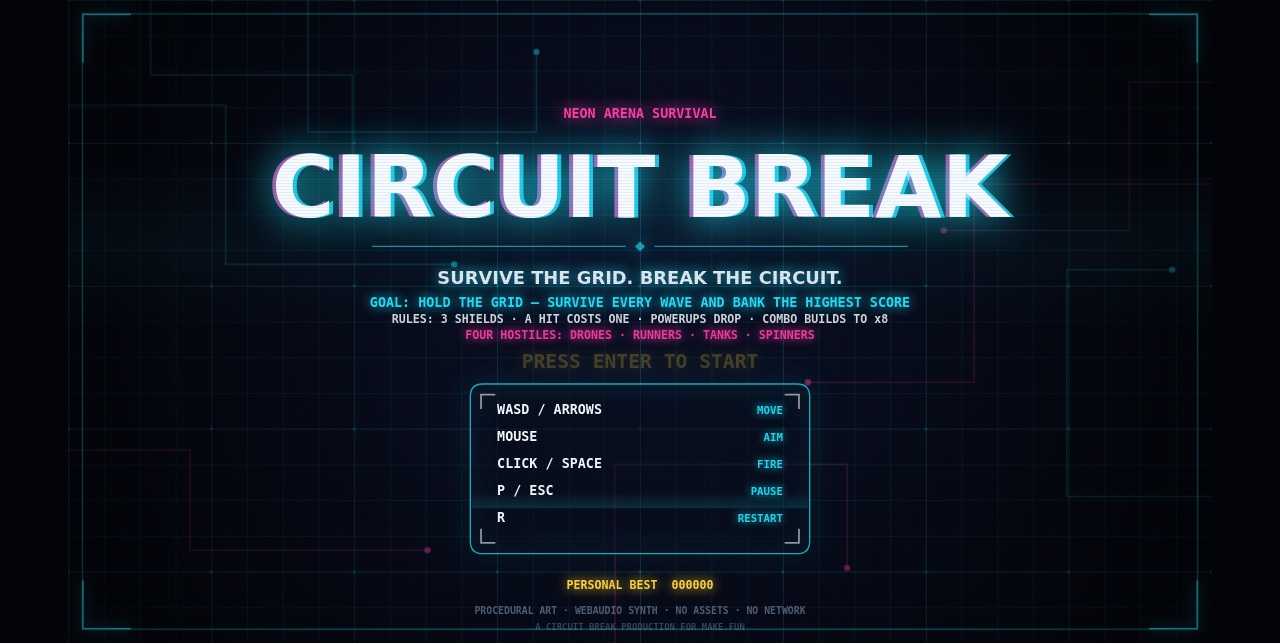 NEON ARENA SURVIVAL
CIRCUIT BREAK
SURVIVE THE GRID. BREAK THE CIRCUIT.
GOAL: HOLD THE GRID — SURVIVE EVERY WAVE AND BANK THE HIGHEST SCORE
RULES: 3 SHIELDS · A HIT COSTS ONE · POWERUPS DROP · COMBO BUILDS TO x8
FOUR HOSTILES: DRONES · RUNNERS · TANKS · SPINNERS
PRESS ENTER TO START
WASD / ARROWS MOVE
MOUSE AIM
CLICK / SPACE FIRE
P / ESC PAUSE
R RESTART
PERSONAL BEST 000000
PROCEDURAL ART · WEBAUDIO SYNTH · NO ASSETS · NO NETWORK
A CIRCUIT BREAK PRODUCTION FOR MAKE.FUN